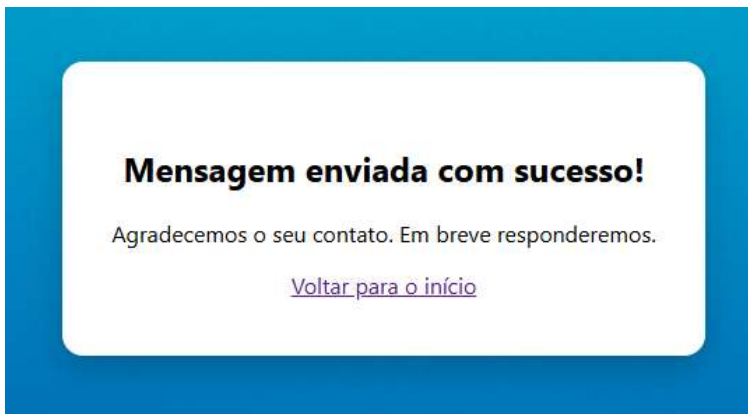 Mensagem enviada com sucesso!
Agradecemos o seu contato. Em breve responderemos.
Voltar para o início